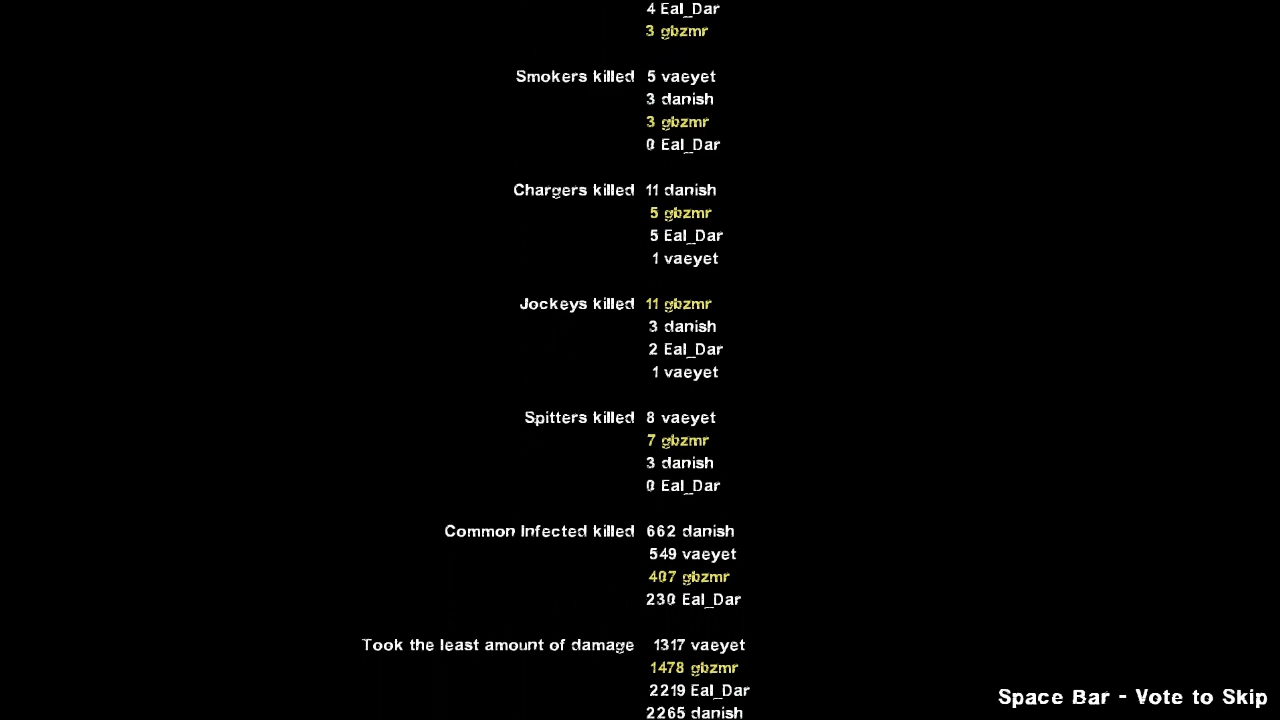 4 Eal_Dar
3 gbzmr
Smokers killed 5 vaeyet
3 danish
3 gbzmr
0 Eal_Dar
Chargers killed 11 danish
5 gbzmr
5 Eal_Dar
1 vaeyet
Jockeys killed 11 gbzmr
3 danish
2 Eal_Dar
1 vaeyet
Spitters killed 8 vaeyet
7 gbzmr
3 danish
0 Eal_Dar
Common Infected killed 662 danish
549 vaeyet
407 gbzmr
230 Eal_Dar
Took the least amount of damage 1317 vaeyet
1478 gbzmr
2219 Eal_Dar
2265 danish
Space Bar - Vote to Skip